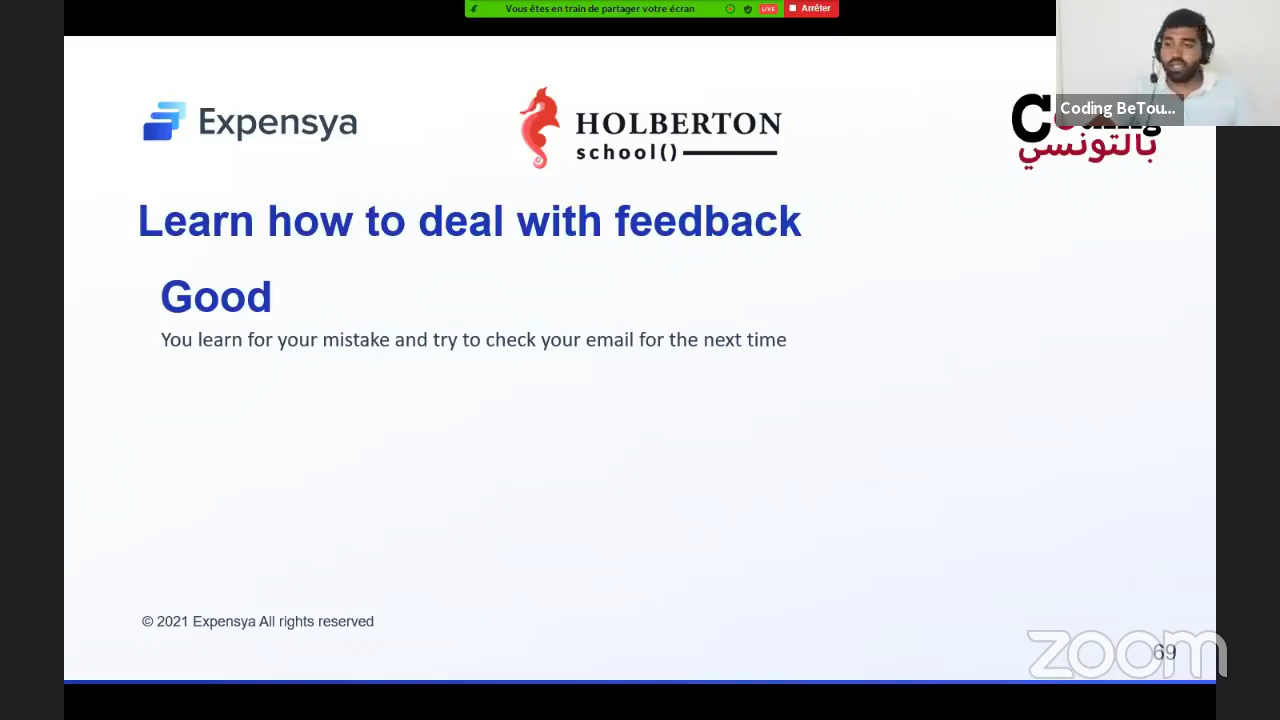 Vous êtes en train de partager votre écran
LIVE
Arrêter
Coding BeTou...
Expensya
HOLBERTON
school()
بالتونسي
Learn how to deal with feedback
Good
You learn for your mistake and try to check your email for the next time
© 2021 Expensya All rights reserved
zoom
69